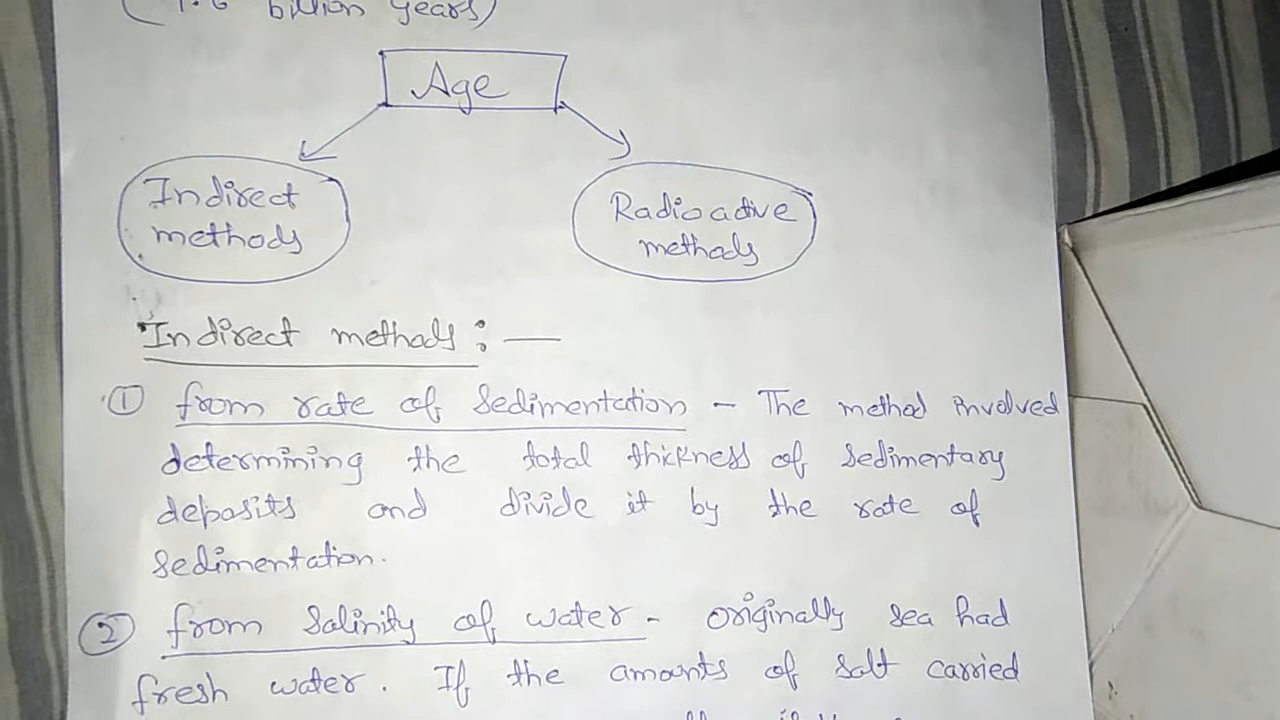 billion years)
Age
Indirect
methods
Radioactive
methods
Indirect methods : —
① from rate of Sedimentation - The method involved
determining the total thickness of Sedimentary
deposits and divide it by the rate of
Sedimentation.
② from Salinity of water - Originally sea had
fresh water. If the amounts of salt carried